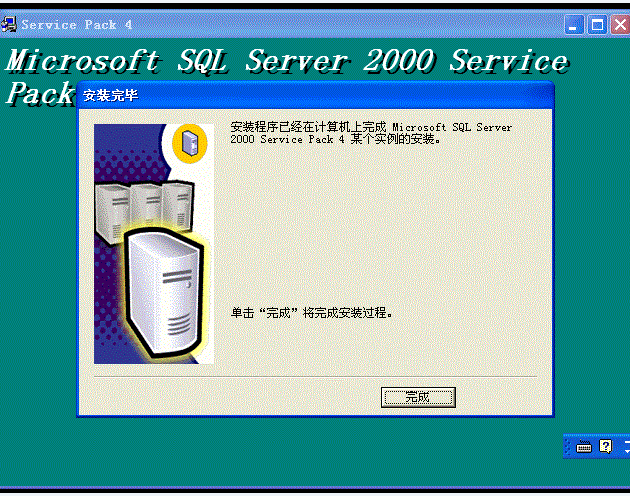 Service Pack 4
Microsoft SQL Server 2000 Service
Pack
安装完毕
安装程序已经在计算机上完成 Microsoft SQL Server
2000 Service Pack 4 某个实例的安装。
单击“完成”将完成安装过程。
完成